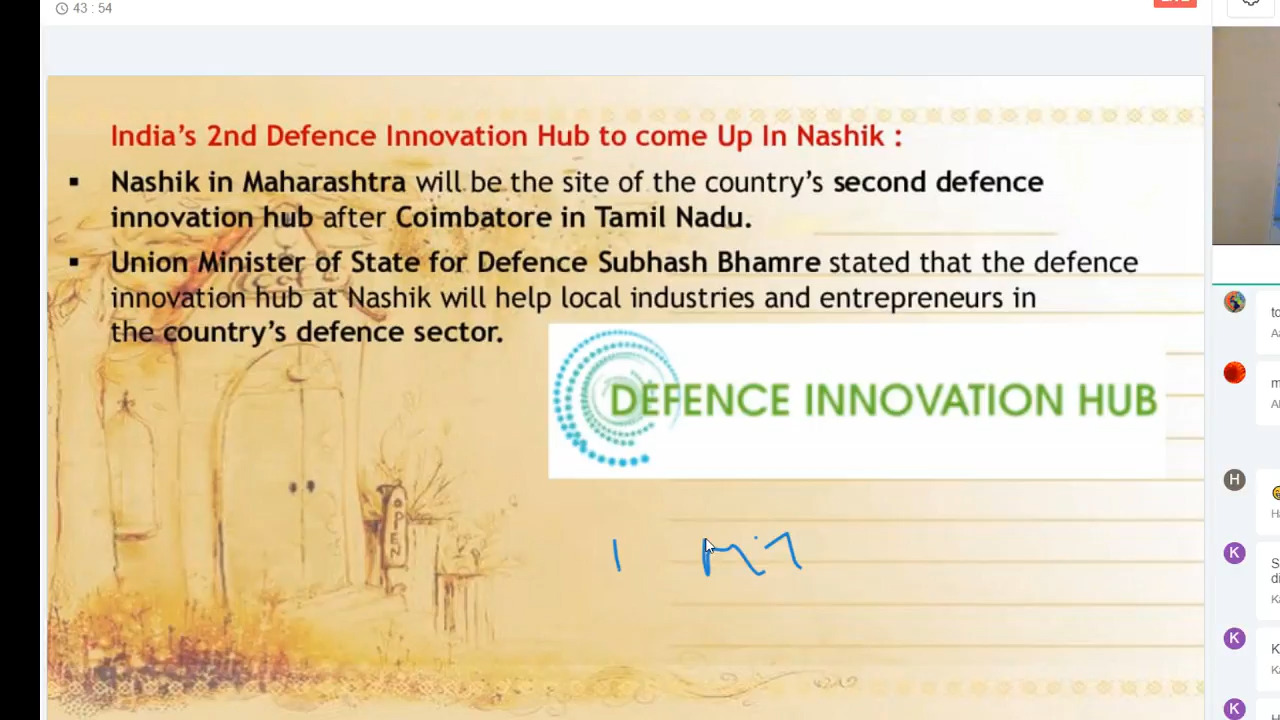 43 : 54
India's 2nd Defence Innovation Hub to come Up In Nashik :
▪ Nashik in Maharashtra will be the site of the country's second defence
innovation hub after Coimbatore in Tamil Nadu.
▪ Union Minister of State for Defence Subhash Bhamre stated that the defence
innovation hub at Nashik will help local industries and entrepreneurs in
the country's defence sector.
DEFENCE INNOVATION HUB
OPEN
H
K
K
K